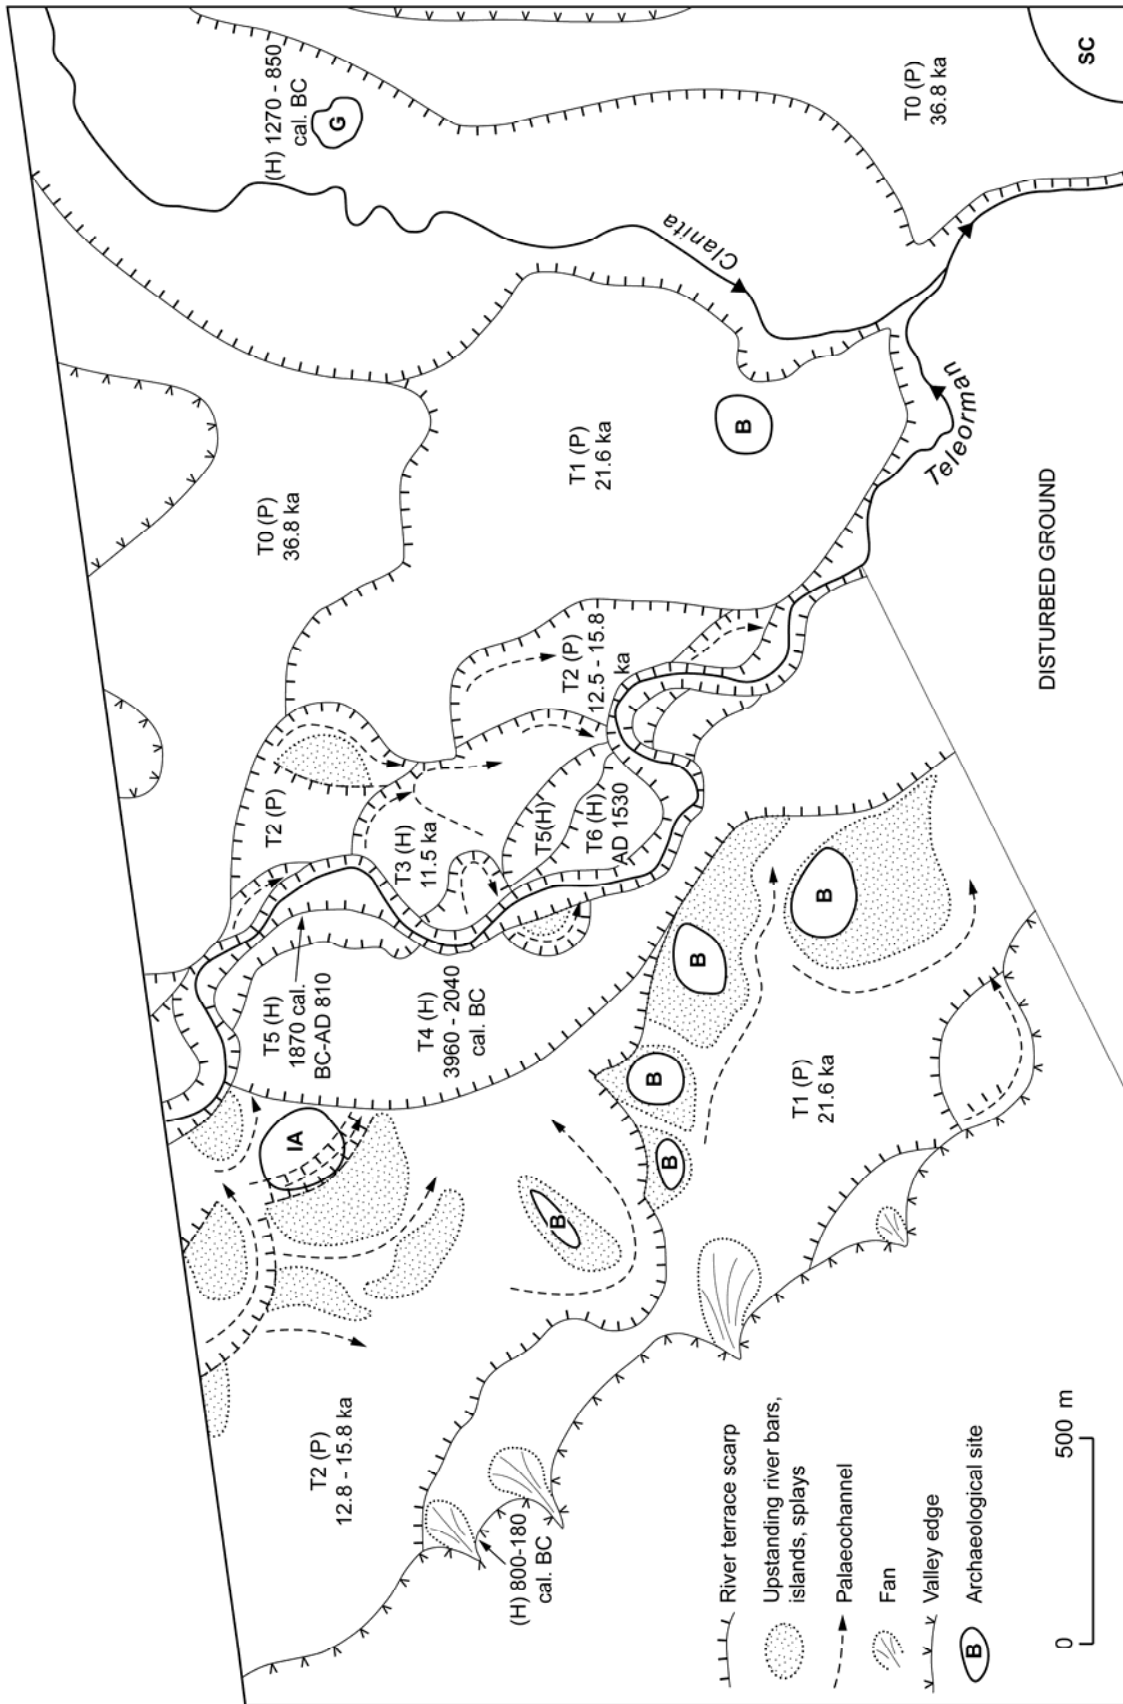 T2 (P)
12.8 - 15.8 ka
(H) 800-180
cal. BC
IA
T5 (H)
1870 cal.
BC-AD 810
T4 (H)
3960 - 2040
cal. BC
T2 (P)
T3 (H)
11.5 ka
T5(H)
T6 (H)
AD 1530
T2 (P)
12.5 - 15.8
ka
T0 (P)
36.8 ka
T1 (P)
21.6 ka
(H) 1270 - 850
cal. BC
G
Clanita
T0 (P)
36.8 ka
SC
B
Teleorman
DISTURBED GROUND
B
B
B
B
B
T1 (P)
21.6 ka
River terrace scarp
Upstanding river bars,
islands, splays
Palaeochannel
Fan
Valley edge
B
Archaeological site
0 500 m